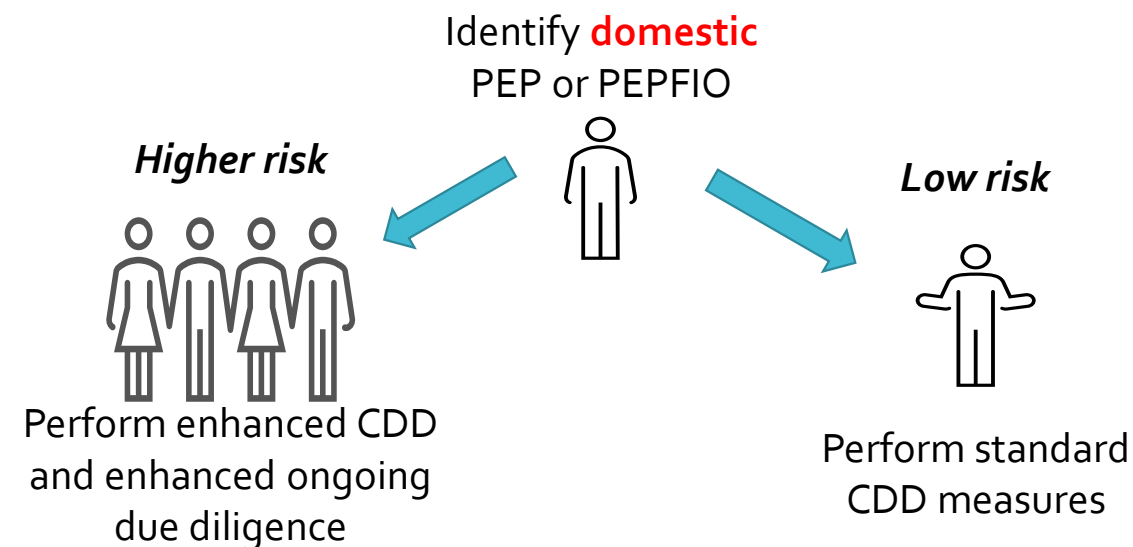 Identify domestic
PEP or PEPFIO
Higher risk
Low risk
Perform enhanced CDD
and enhanced ongoing
due diligence
Perform standard
CDD measures